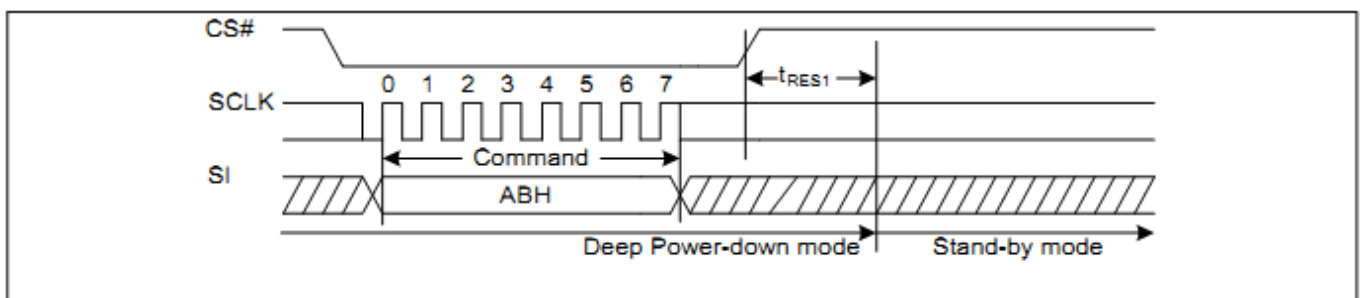 CS#
tRES1
0 1 2 3 4 5 6 7
SCLK
Command
SI
ABH
Deep Power-down mode Stand-by mode